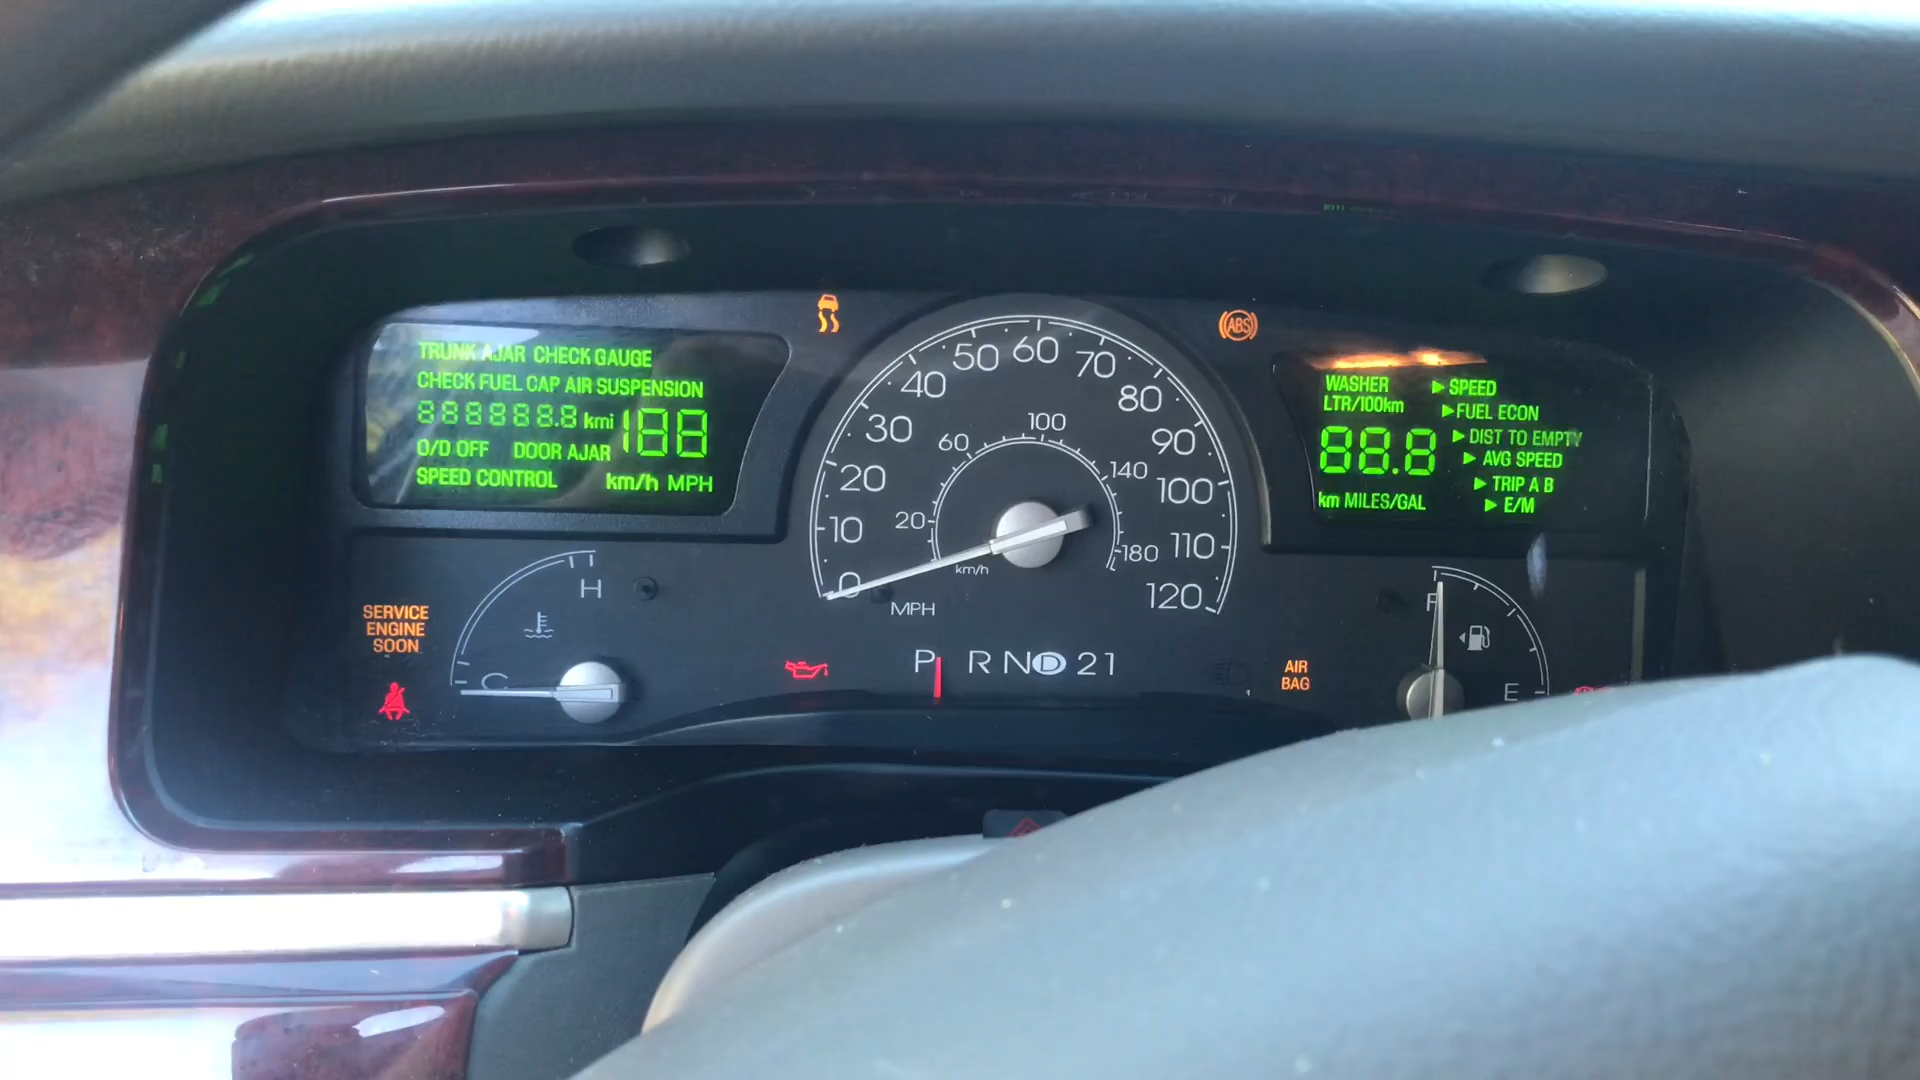 TRUNK AJAR CHECK GAUGE
CHECK FUEL CAP AIR SUSPENSION
888888.8 kmi 188
O/D OFF DOOR AJAR
SPEED CONTROL km/h MPH
SERVICE
ENGINE
SOON
H
C
0 10 20 30 40 50 60 70 80 90 100 110 120
20 60 100 140 180
km/h
MPH
P R N D 2 1
ABS
WASHER
LTR/100km
88.8
km MILES/GAL
SPEED
FUEL ECON
DIST TO EMPTY
AVG SPEED
TRIP A B
E/M
AIR
BAG
F
E